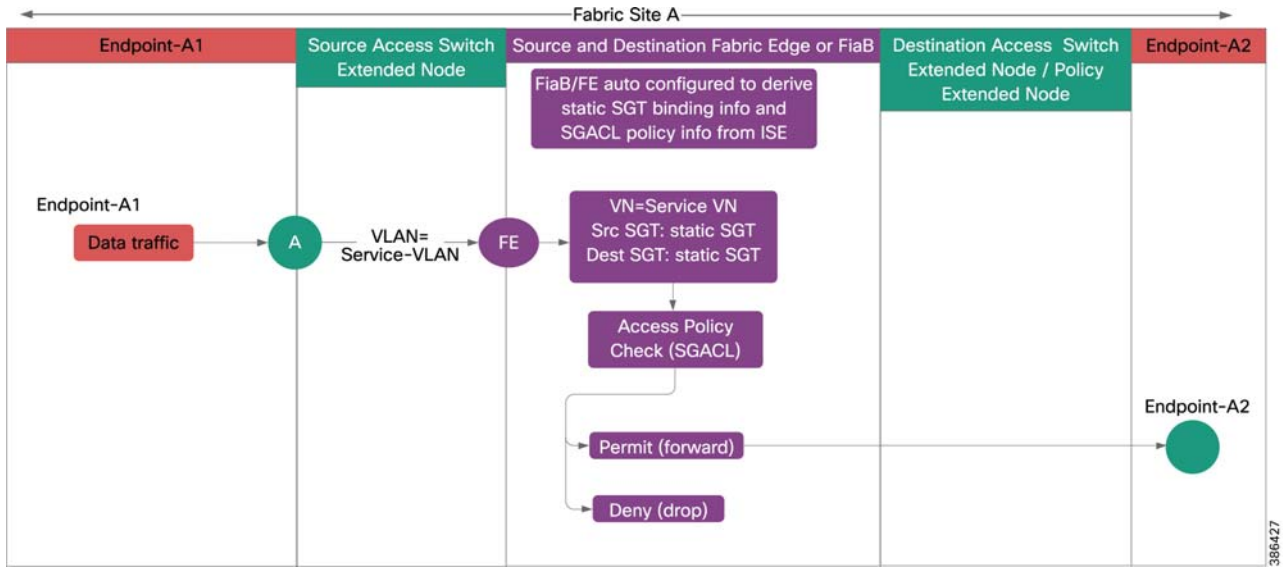 Fabric Site A
Endpoint-A1
Source Access Switch
Extended Node
Source and Destination Fabric Edge or FiaB
Destination Access Switch
Extended Node / Policy
Extended Node
Endpoint-A2
FiaB/FE auto configured to derive
static SGT binding info and
SGACL policy info from ISE
Endpoint-A1
Data traffic
A
VLAN=
Service-VLAN
FE
VN=Service VN
Src SGT: static SGT
Dest SGT: static SGT
Access Policy
Check (SGACL)
Endpoint-A2
Permit (forward)
Deny (drop)
386427